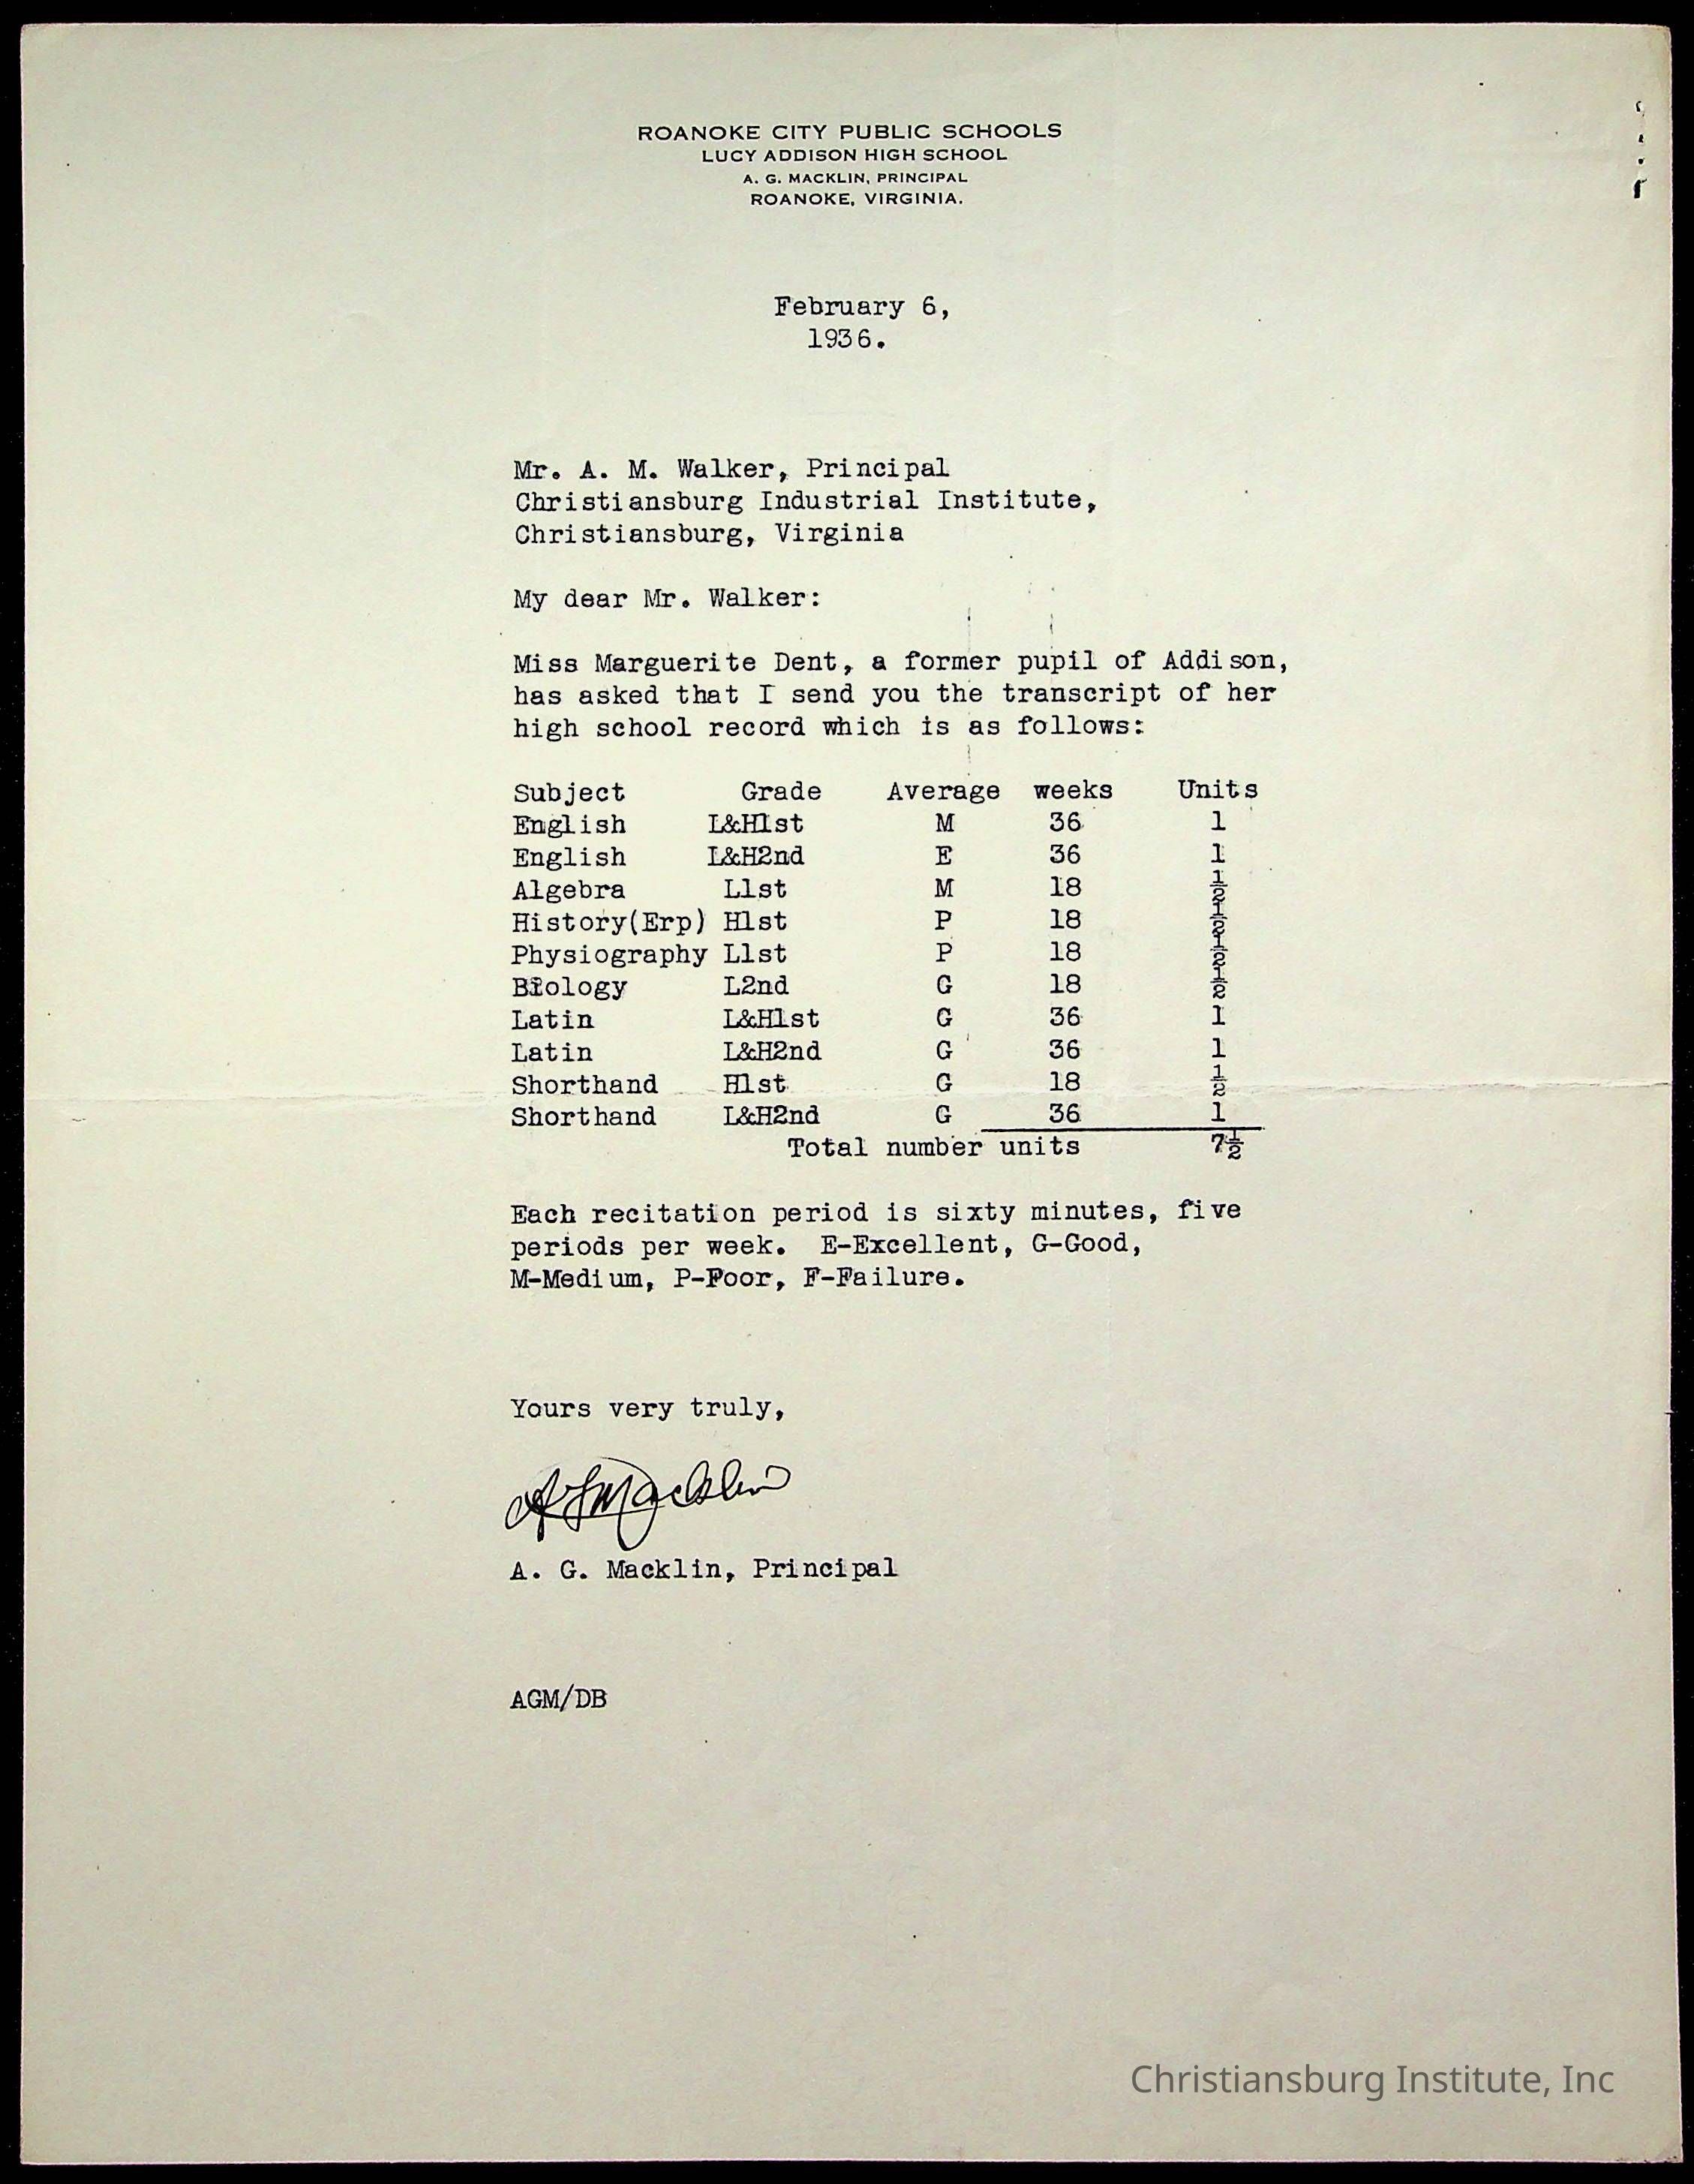 ROANOKE CITY PUBLIC SCHOOLS
LUCY ADDISON HIGH SCHOOL
A. G. MACKLIN, PRINCIPAL
ROANOKE, VIRGINIA.
February 6,
1936.
Mr. A. M. Walker, Principal
Christiansburg Industrial Institute,
Christiansburg, Virginia
My dear Mr. Walker:
Miss Marguerite Dent, a former pupil of Addison,
has asked that I send you the transcript of her
high school record which is as follows:
Subject Grade Average weeks Units
English L&H1st M 36 1
English L&H2nd E 36 1
Algebra L1st M 18 ½
History(Erp) H1st P 18 ½
Physiography L1st P 18 ½
Biology L2nd G 18 ½
Latin L&H1st G 36 1
Latin L&H2nd G 36 1
Shorthand H1st G 18 ½
Shorthand L&H2nd G 36 1
Total number units 7½
Each recitation period is sixty minutes, five
periods per week. E-Excellent, G-Good,
M-Medium, P-Poor, F-Failure.
Yours very truly,
A G Macklin
A. G. Macklin, Principal
AGM/DB
Christiansburg Institute, Inc